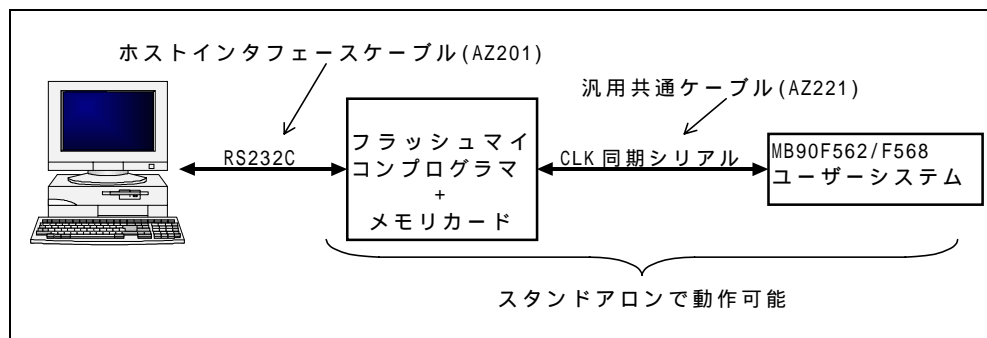 ホストインタフェースケーブル(AZ201)
汎用共通ケーブル(AZ221)
RS232C
フラッシュマイ
コンプログラマ
+
メモリカード
CLK同期シリアル
MB90F562/F568
ユーザーシステム
スタンドアロンで動作可能